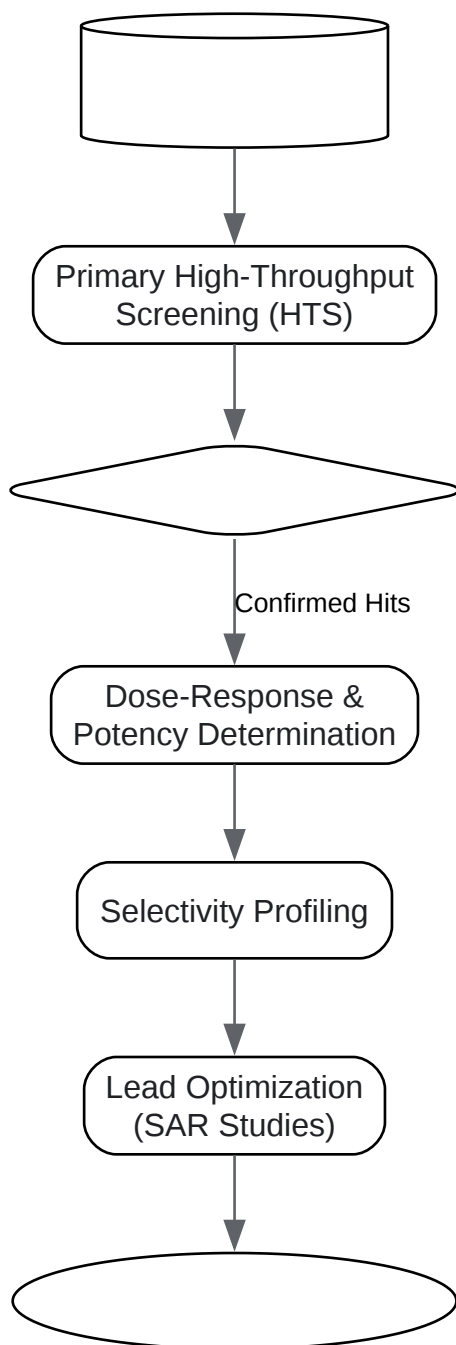 Primary High-Throughput
Screening (HTS)
Confirmed Hits
Dose-Response &
Potency Determination
Selectivity Profiling
Lead Optimization
(SAR Studies)